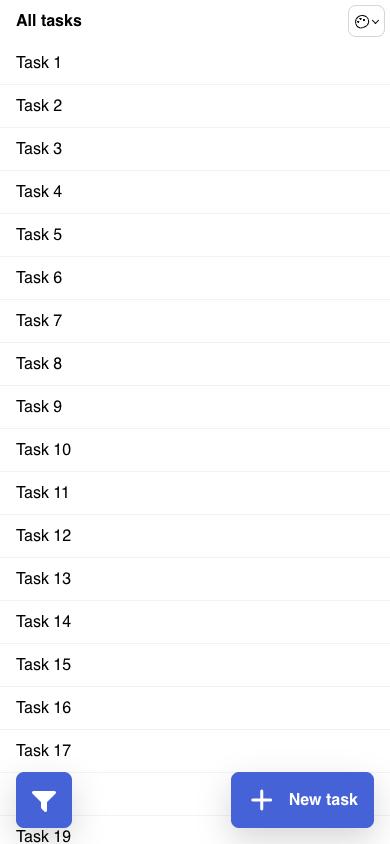 All tasks
Task 1
Task 2
Task 3
Task 4
Task 5
Task 6
Task 7
Task 8
Task 9
Task 10
Task 11
Task 12
Task 13
Task 14
Task 15
Task 16
Task 17
New task
Task 19